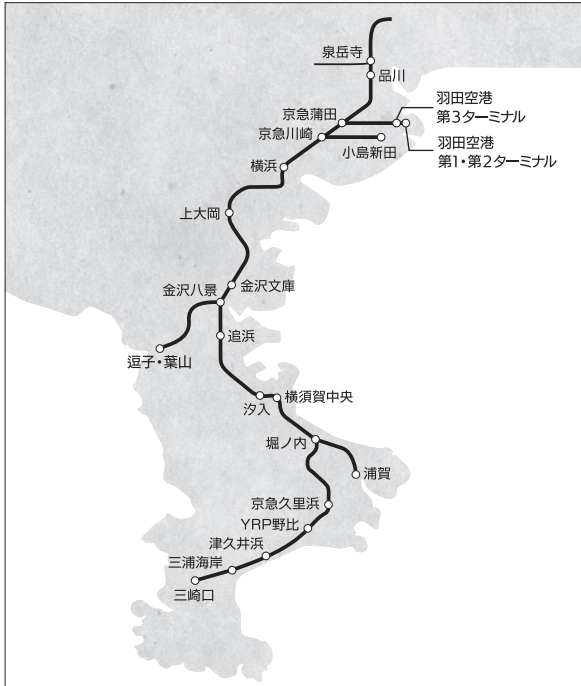 泉岳寺
品川
羽田空港
第3ターミナル
京急蒲田
京急川崎
羽田空港
第1・第2ターミナル
小島新田
横浜
上大岡
金沢八景
金沢文庫
追浜
逗子・葉山
横須賀中央
汐入
堀ノ内
浦賀
京急久里浜
YRP野比
津久井浜
三浦海岸
三崎口